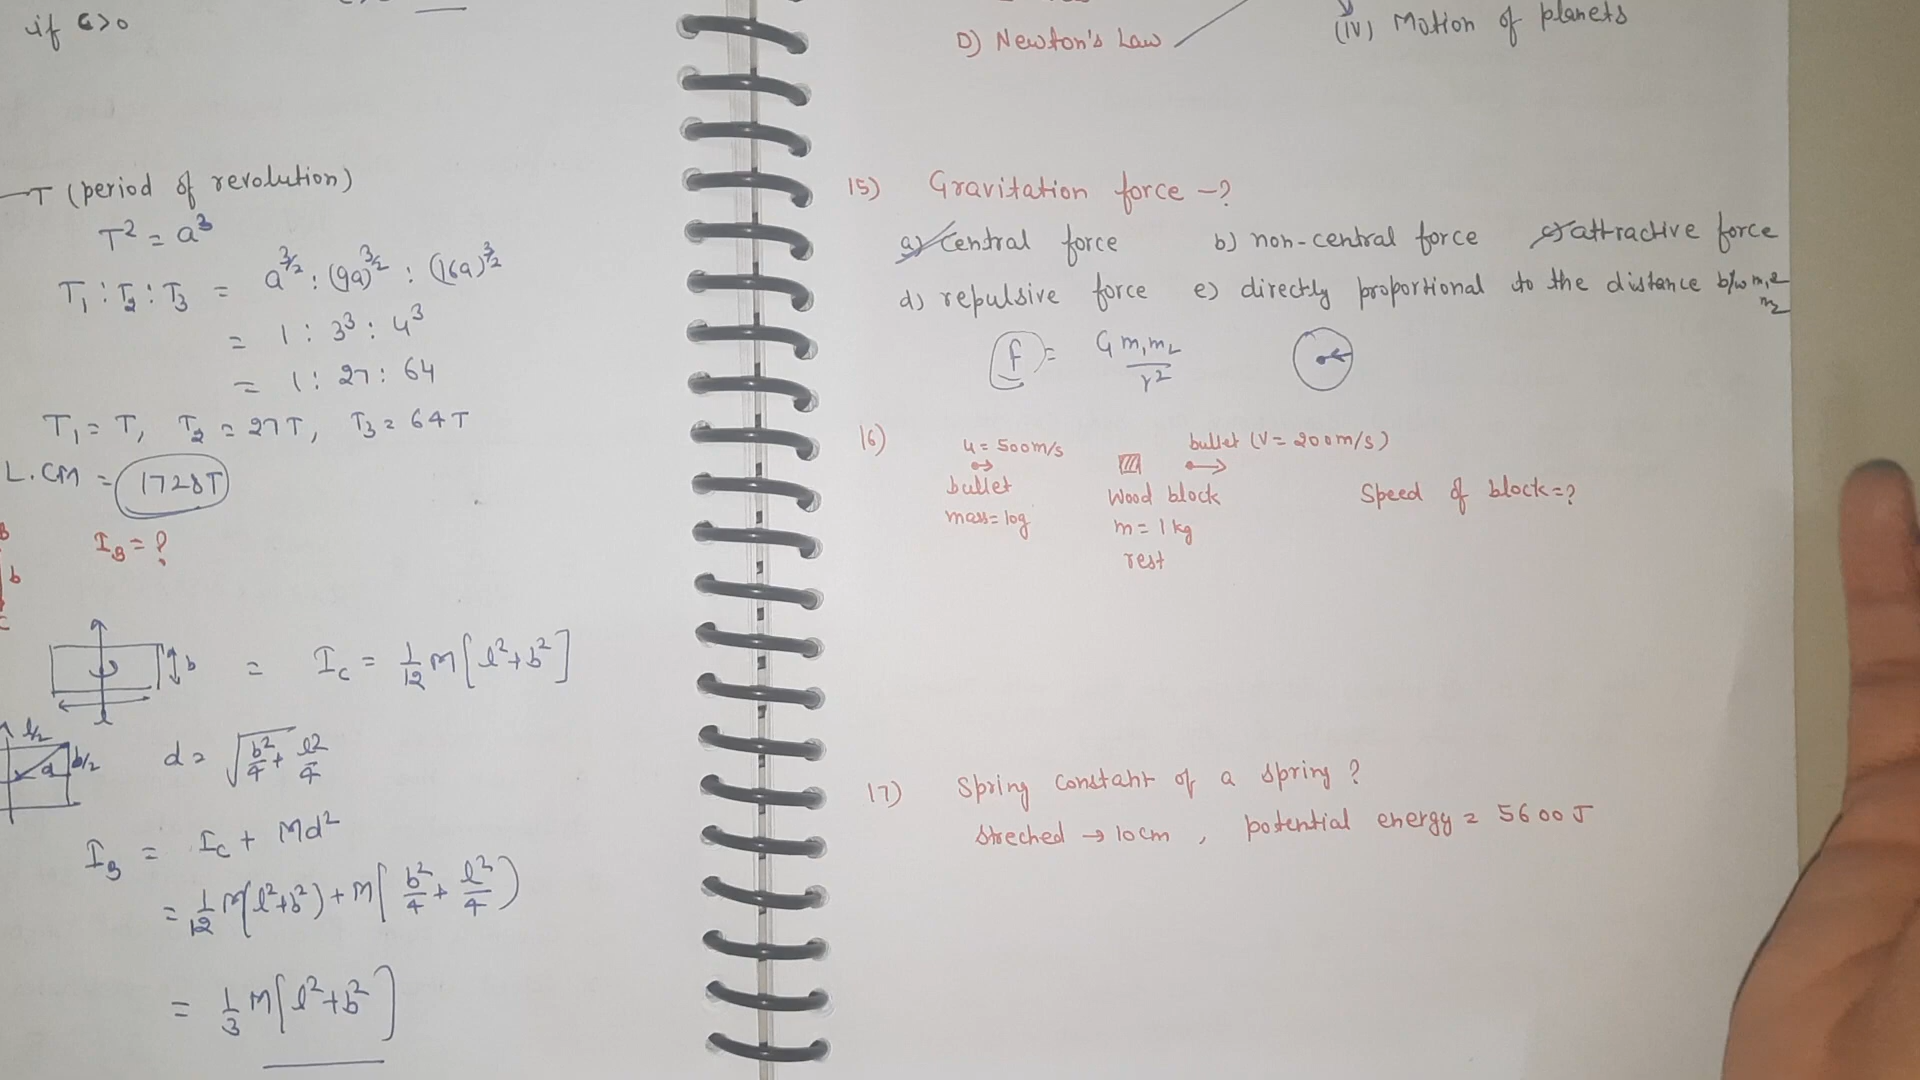 if c>0
T (period of revolution)
T² = a³
T₁ : T₂ : T₃ = a^3/2 : (9a)^3/2 : (16a)^3/2
= 1 : 3³ : 4³
= 1 : 27 : 64
T₁ = T, T₂ = 27T, T₃ = 64T
L.CM = 1728T
B
I_B = ?
b
C
b
= I_C = 1/12 M[l²+b²]
l
l/2
d
b/2
d = √(b²/4 + l²/4)
I_B = I_C + Md²
= 1/12 M(l²+b²) + M(b²/4 + l²/4)
= 1/3 M[l²+b²]
D) Newton's Law
(iv) Motion of planets
15) Gravitation force -?
a) Central force b) non-central force c) attractive force
d) repulsive force e) directly proportional to the distance b/w m₁ & m₂
f = G m₁m₂/r²
16) u = 500m/s bullet (V = 200m/s)
bullet wood block Speed of block = ?
mass = 10g m = 1 kg
rest
17) Spring constant of a spring ?
streched → 10cm , potential energy = 5600 J